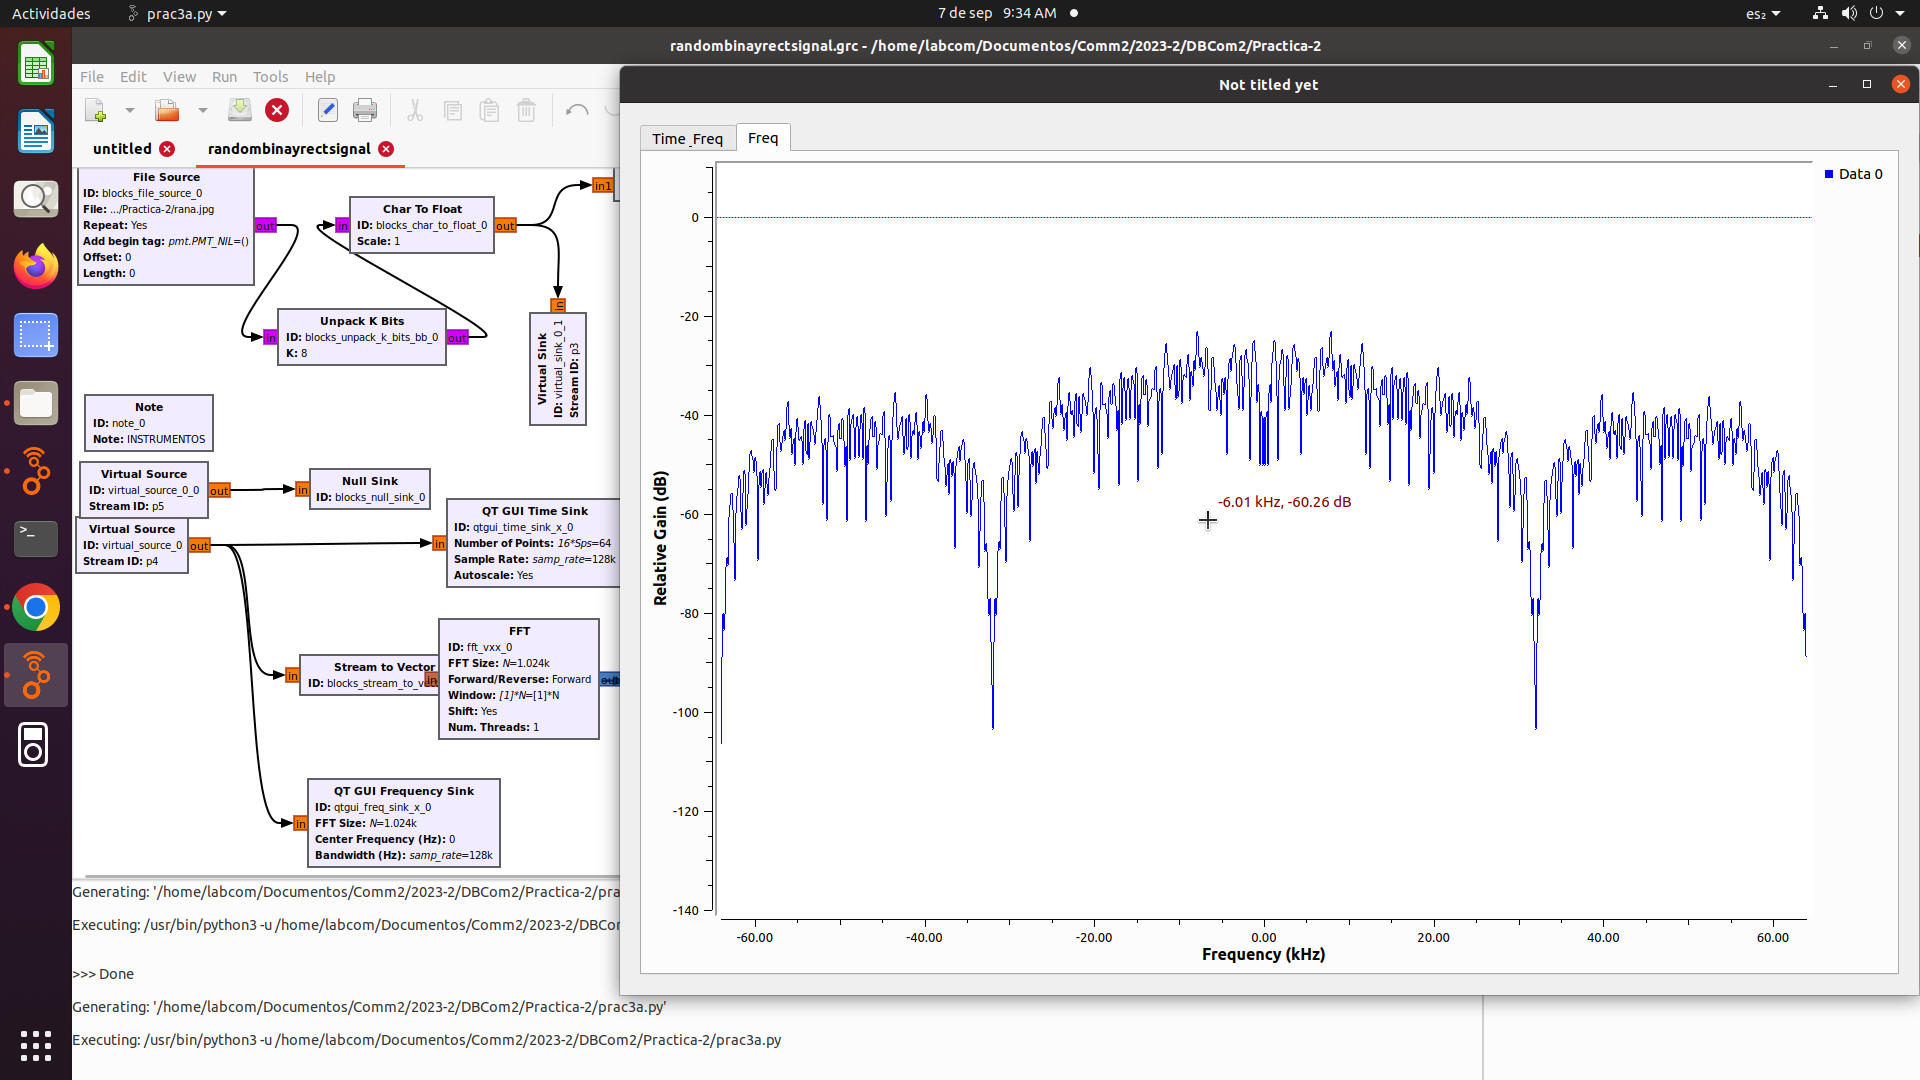 Actividades
prac3a.py
7 de sep 9:34 AM
es₂
randombinayrectsignal.grc - /home/labcom/Documentos/Comm2/2023-2/DBCom2/Practica-2
File Edit View Run Tools Help
untitled
randombinayrectsignal
File Source
ID: blocks_file_source_0
File: .../Practica-2/rana.jpg
Repeat: Yes
Add begin tag: pmt.PMT_NIL=()
Offset: 0
Length: 0
out
in
Char To Float
ID: blocks_char_to_float_0
Scale: 1
out
in1
in
Unpack K Bits
ID: blocks_unpack_k_bits_bb_0
K: 8
out
in
Virtual Sink
ID: virtual_sink_0_1
Stream ID: p3
Note
ID: note_0
Note: INSTRUMENTOS
Virtual Source
ID: virtual_source_0_0
Stream ID: p5
out
in
Null Sink
ID: blocks_null_sink_0
Virtual Source
ID: virtual_source_0
Stream ID: p4
out
in
QT GUI Time Sink
ID: qtgui_time_sink_x_0
Number of Points: 16*Sps=64
Sample Rate: samp_rate=128k
Autoscale: Yes
in
Stream to Vector
ID: blocks_stream_to_vect
in
FFT
ID: fft_vxx_0
FFT Size: N=1.024k
Forward/Reverse: Forward
Window: [1]*N=[1]*N
Shift: Yes
Num. Threads: 1
out
in
QT GUI Frequency Sink
ID: qtgui_freq_sink_x_0
FFT Size: N=1.024k
Center Frequency (Hz): 0
Bandwidth (Hz): samp_rate=128k
Generating: '/home/labcom/Documentos/Comm2/2023-2/DBCom2/Practica-2/pra
Executing: /usr/bin/python3 -u /home/labcom/Documentos/Comm2/2023-2/DBCor
>>> Done
Generating: '/home/labcom/Documentos/Comm2/2023-2/DBCom2/Practica-2/prac3a.py'
Executing: /usr/bin/python3 -u /home/labcom/Documentos/Comm2/2023-2/DBCom2/Practica-2/prac3a.py
Not titled yet
Time_Freq
Freq
Data 0
0
-20
-40
-60
-80
-100
-120
-140
Relative Gain (dB)
-6.01 kHz, -60.26 dB
-60.00
-40.00
-20.00
0.00
20.00
40.00
60.00
Frequency (kHz)